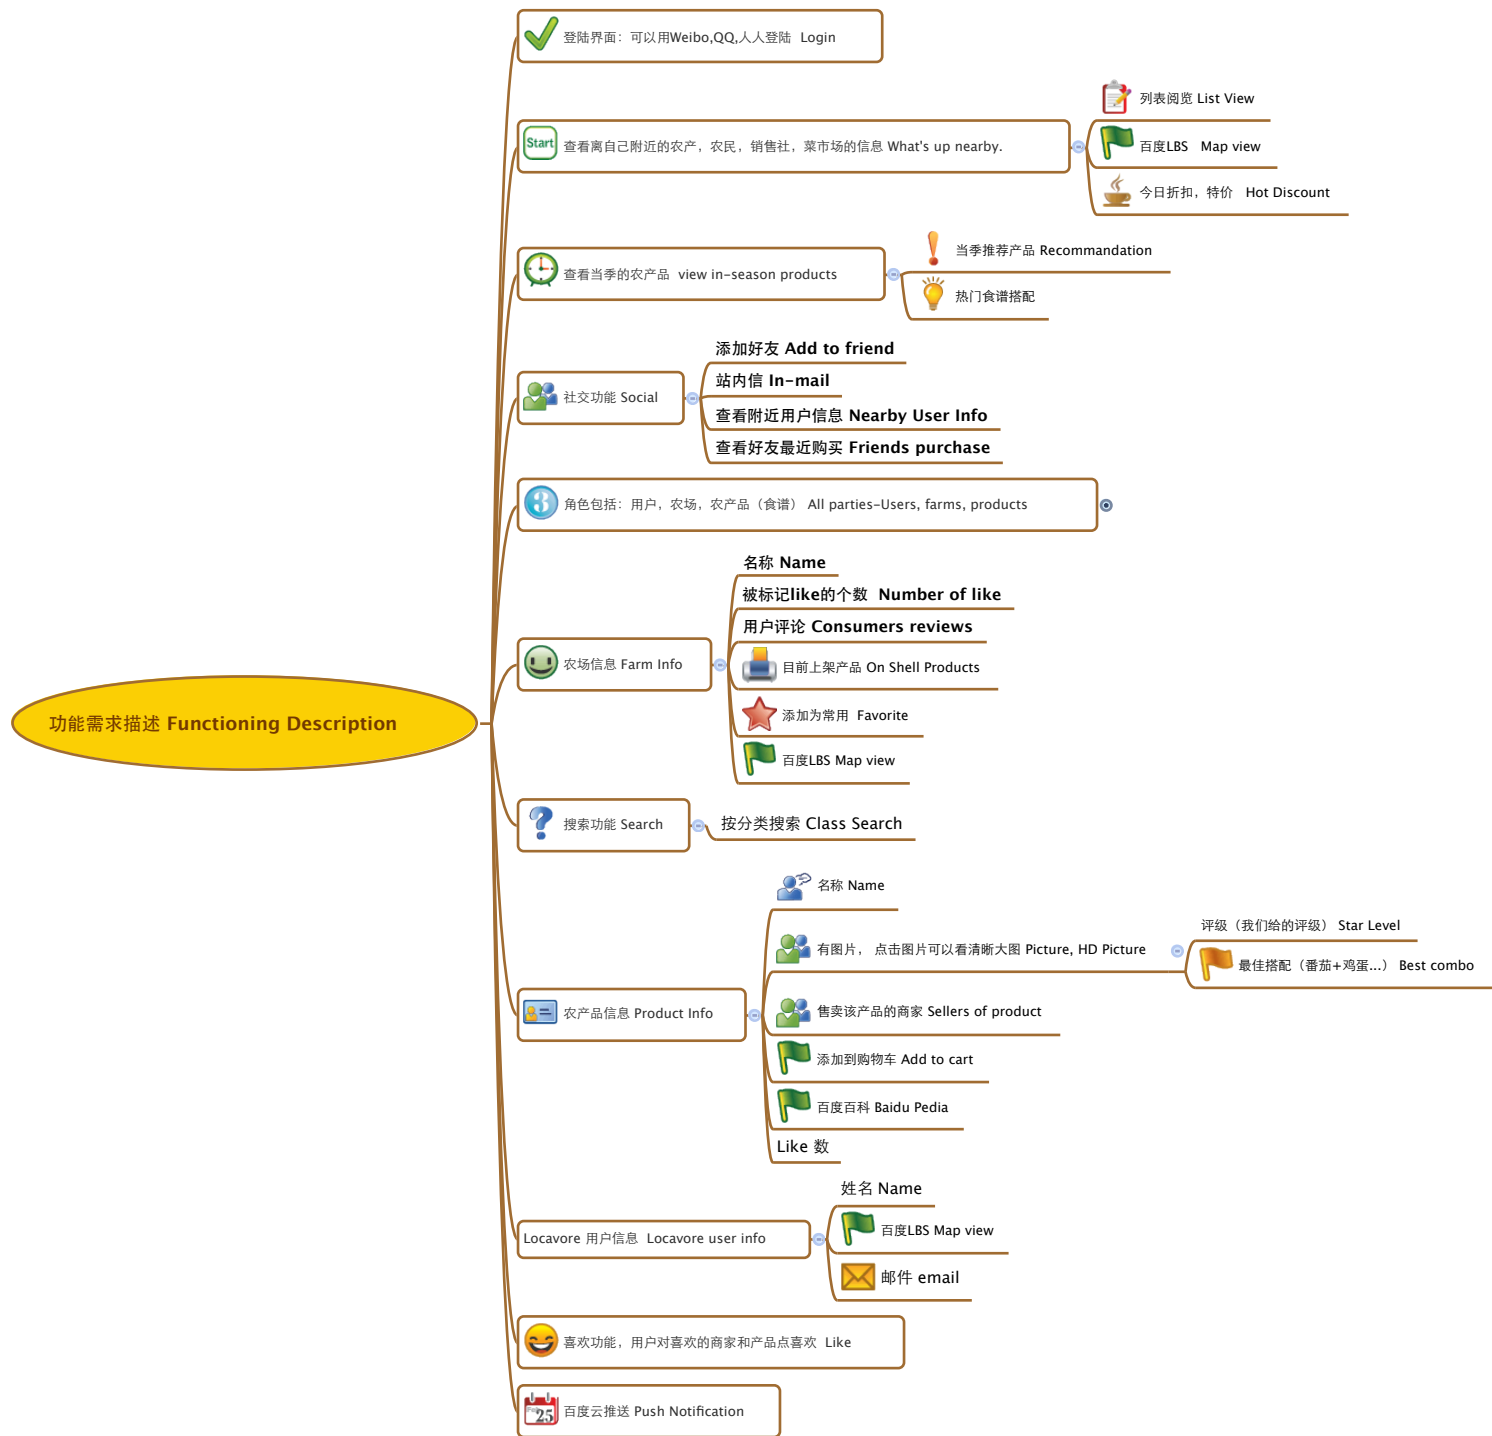 登陆界面：可以用Weibo,QQ,人人登陆  Login
列表阅览 List View
Start
查看离自己附近的农产，农民，销售社，菜市场的信息 What's up nearby.
百度LBS   Map view
今日折扣，特价   Hot Discount
当季推荐产品 Recommandation
查看当季的农产品  view in-season products
热门食谱搭配
添加好友 Add to friend
站内信 In-mail
社交功能 Social
查看附近用户信息 Nearby User Info
查看好友最近购买 Friends purchase
3
角色包括：用户，农场，农产品（食谱） All parties-Users, farms, products
名称 Name
被标记like的个数  Number of like
用户评论 Consumers reviews
农场信息 Farm Info
目前上架产品 On Shell Products
添加为常用  Favorite
百度LBS Map view
功能需求描述 Functioning Description
搜索功能 Search
按分类搜索 Class Search
名称 Name
有图片， 点击图片可以看清晰大图 Picture, HD Picture
评级（我们给的评级） Star Level
最佳搭配（番茄+鸡蛋...） Best combo
农产品信息 Product Info
售卖该产品的商家 Sellers of product
添加到购物车 Add to cart
百度百科 Baidu Pedia
Like 数
姓名 Name
Locavore 用户信息  Locavore user info
百度LBS Map view
邮件 email
喜欢功能，用户对喜欢的商家和产品点喜欢  Like
25
百度云推送 Push Notification